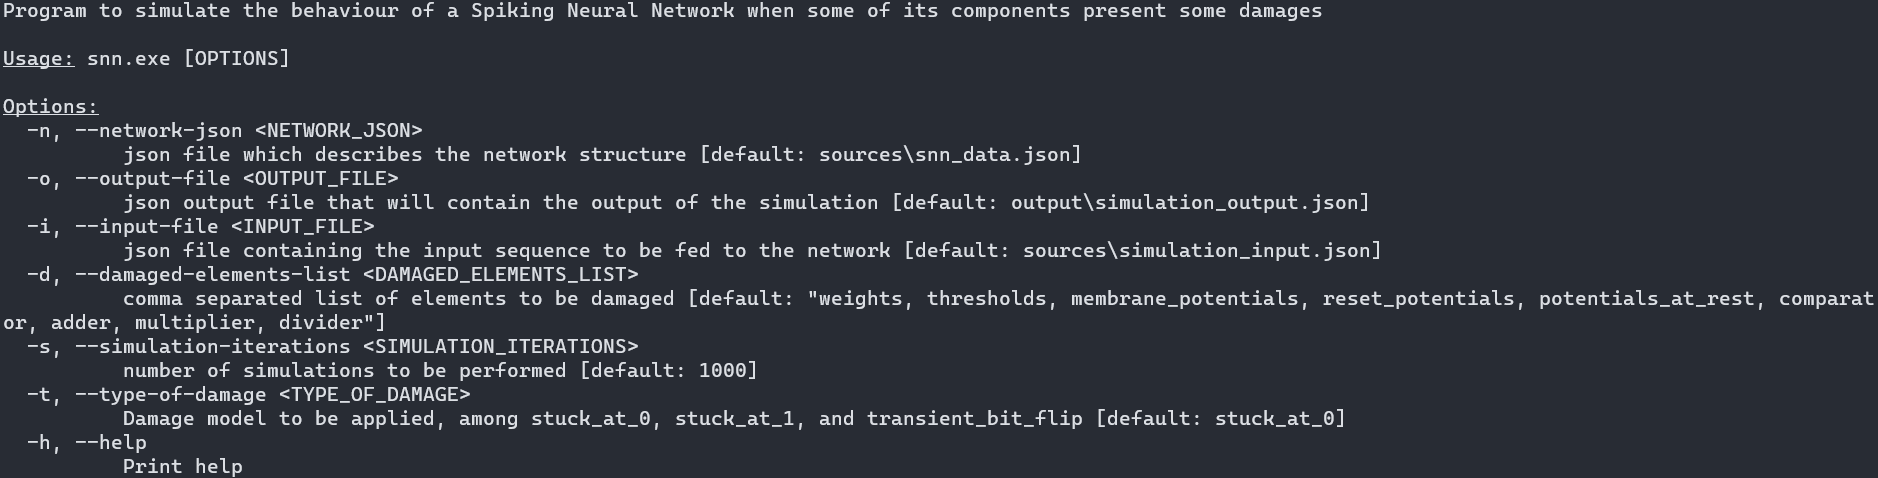 Program to simulate the behaviour of a Spiking Neural Network when some of its components present some damages
Usage: snn.exe [OPTIONS]
Options:
-n, --network-json <NETWORK_JSON>
json file which describes the network structure [default: sources\snn_data.json]
-o, --output-file <OUTPUT_FILE>
json output file that will contain the output of the simulation [default: output\simulation_output.json]
-i, --input-file <INPUT_FILE>
json file containing the input sequence to be fed to the network [default: sources\simulation_input.json]
-d, --damaged-elements-list <DAMAGED_ELEMENTS_LIST>
comma separated list of elements to be damaged [default: "weights, thresholds, membrane_potentials, reset_potentials, potentials_at_rest, comparat
or, adder, multiplier, divider"]
-s, --simulation-iterations <SIMULATION_ITERATIONS>
number of simulations to be performed [default: 1000]
-t, --type-of-damage <TYPE_OF_DAMAGE>
Damage model to be applied, among stuck_at_0, stuck_at_1, and transient_bit_flip [default: stuck_at_0]
-h, --help
Print help